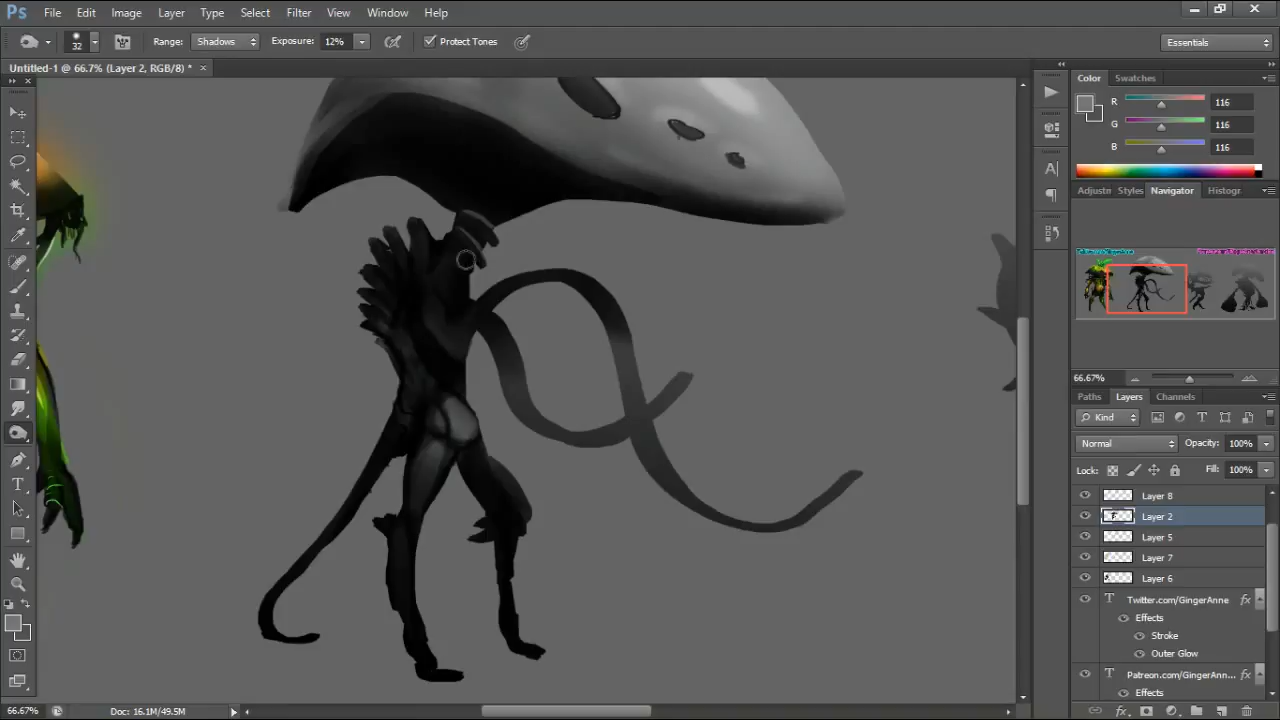 Ps File Edit Image Layer Type Select Filter View Window Help
32 Range: Shadows Exposure: 12% Protect Tones Essentials
Untitled-1 @ 66.7% (Layer 2, RGB/8) * ×
Color Swatches
R 116
G 116
B 116
Adjustm Styles Navigator Histogr
66.67%
Paths Layers Channels
Kind
Normal Opacity: 100%
Lock: Fill: 100%
Layer 8
Layer 2
Layer 5
Layer 7
Layer 6
T Twitter.com/GingerAnne fx
Effects
Stroke
Outer Glow
T Patreon.com/GingerAnn... fx
Effects
66.67% Doc: 16.1M/49.5M